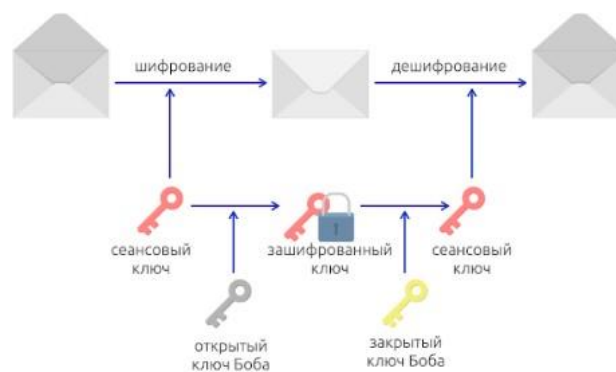 шифрование
дешифрование
сеансовый
ключ
зашифрованный
ключ
сеансовый
ключ
открытый
ключ Боба
закрытый
ключ Боба